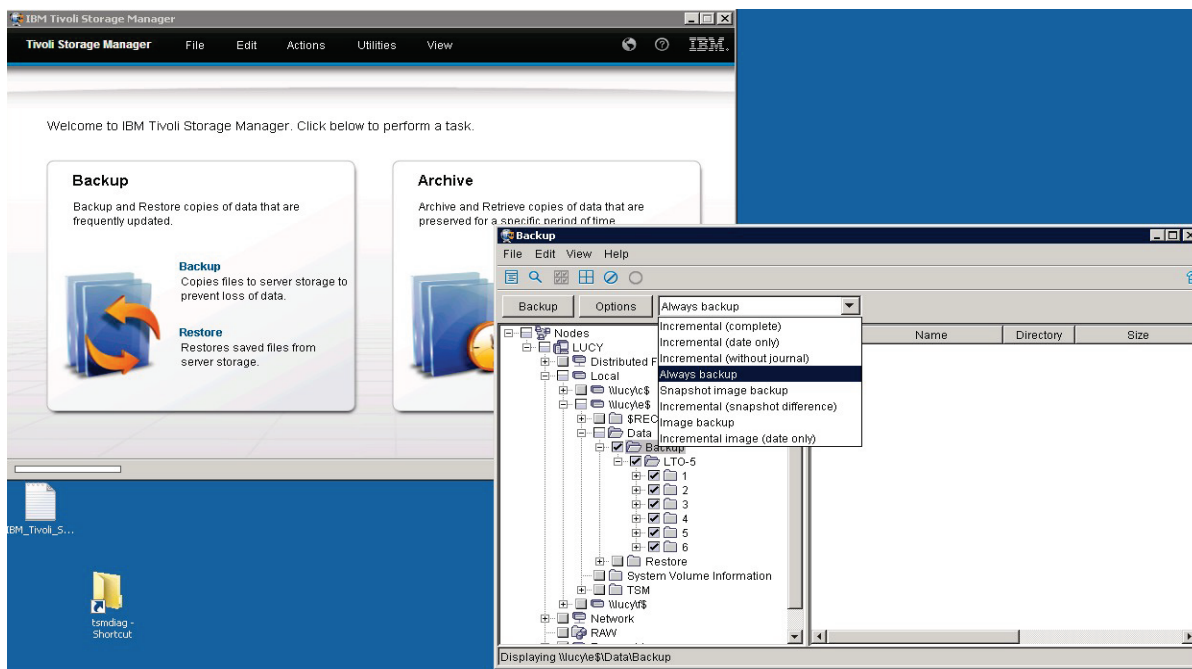 IBM Tivoli Storage Manager
Tivoli Storage Manager File Edit Actions Utilities View IBM.
Welcome to IBM Tivoli Storage Manager. Click below to perform a task.
Backup
Backup and Restore copies of data that are
frequently updated.
Backup
Copies files to server storage to
prevent loss of data.
Restore
Restores saved files from
server storage.
Archive
Archive and Retrieve copies of data that are
preserved for a specific period of time
IBM_Tivoli_S...
tsmdiag -
Shortcut
Backup
File Edit View Help
Backup Options Always backup
Incremental (complete)
Incremental (date only)
Incremental (without journal)
Always backup
Snapshot image backup
Incremental (snapshot difference)
Image backup
Incremental image (date only)
Name Directory Size
Nodes
LUCY
Distributed F
Local
\\lucy\c$
\\lucy\e$
$REC
Data
Backup
LTO-5
1
2
3
4
5
6
Restore
System Volume Information
TSM
\\lucy\f$
Network
RAW
Displaying \\lucy\e$\Data\Backup